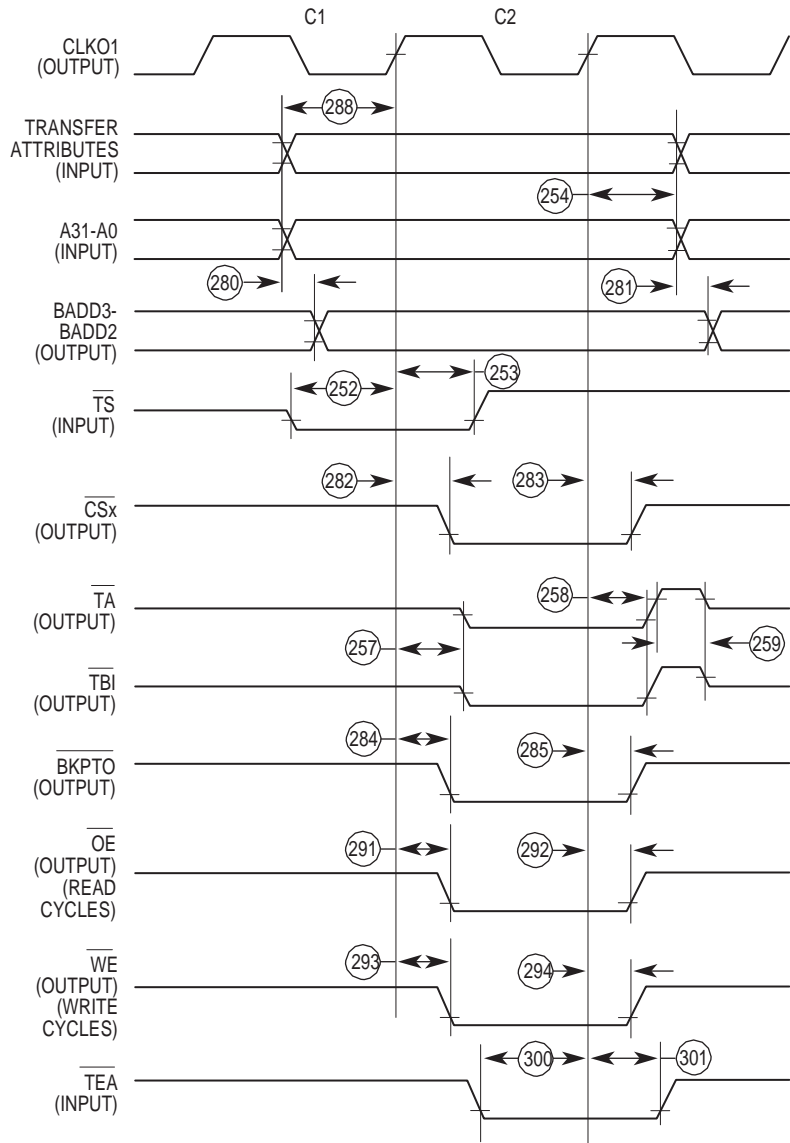 C1 C2
CLKO1
(OUTPUT)
288
TRANSFER
ATTRIBUTES
(INPUT)
254
A31-A0
(INPUT)
280 281
BADD3-
BADD2
(OUTPUT)
252 253
TS
(INPUT)
282 283
CSx
(OUTPUT)
258
TA
(OUTPUT)
257 259
TBI
(OUTPUT)
284 285
BKPTO
(OUTPUT)
291 292
OE
(OUTPUT)
(READ
CYCLES)
293 294
WE
(OUTPUT)
(WRITE
CYCLES)
300 301
TEA
(INPUT)